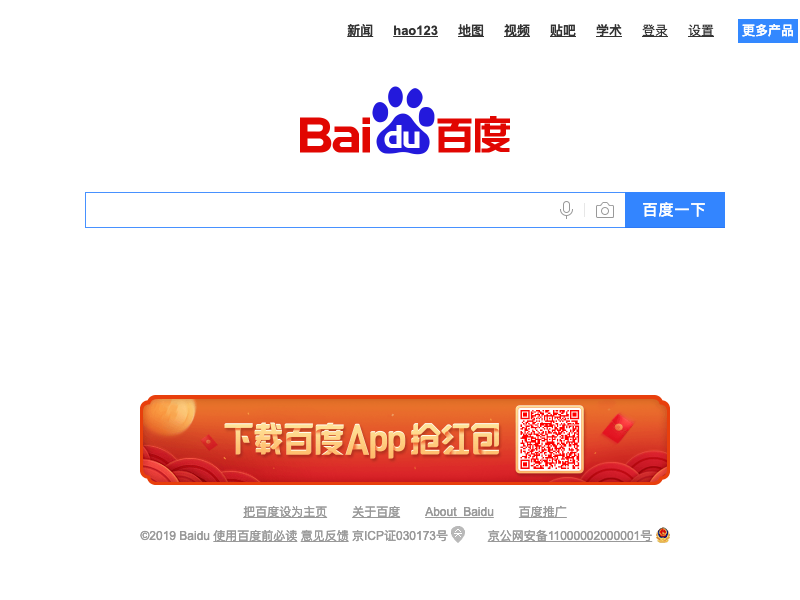 新闻 hao123 地图 视频 贴吧 学术 登录 设置 更多产品
Bai du 百度
百度一下
下载百度App 抢红包
把百度设为主页 关于百度 About Baidu 百度推广
©2019 Baidu 使用百度前必读 意见反馈 京ICP证030173号 京公网安备11000002000001号